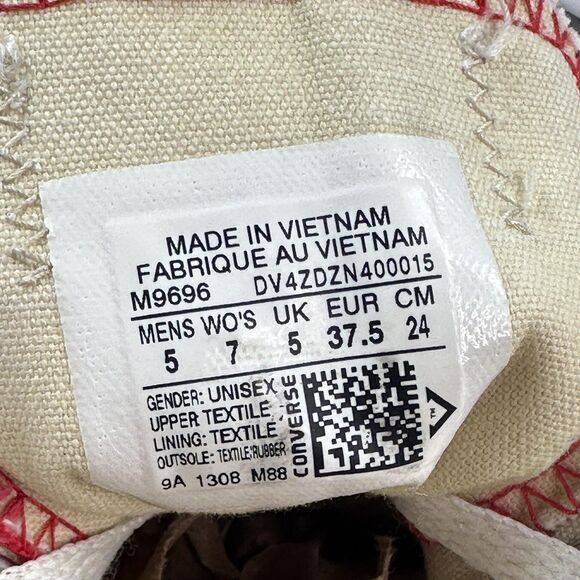 MADE IN VIETNAM
FABRIQUE AU VIETNAM
M9696 DV4ZDZN400015
MENS WO'S UK EUR CM
5 7 5 37.5 24
GENDER: UNISEX
UPPER TEXTILE
LINING: TEXTILE
OUTSOLE: TEXTILE/RUBBER
9A 1308 M88
CONVERSE
TM